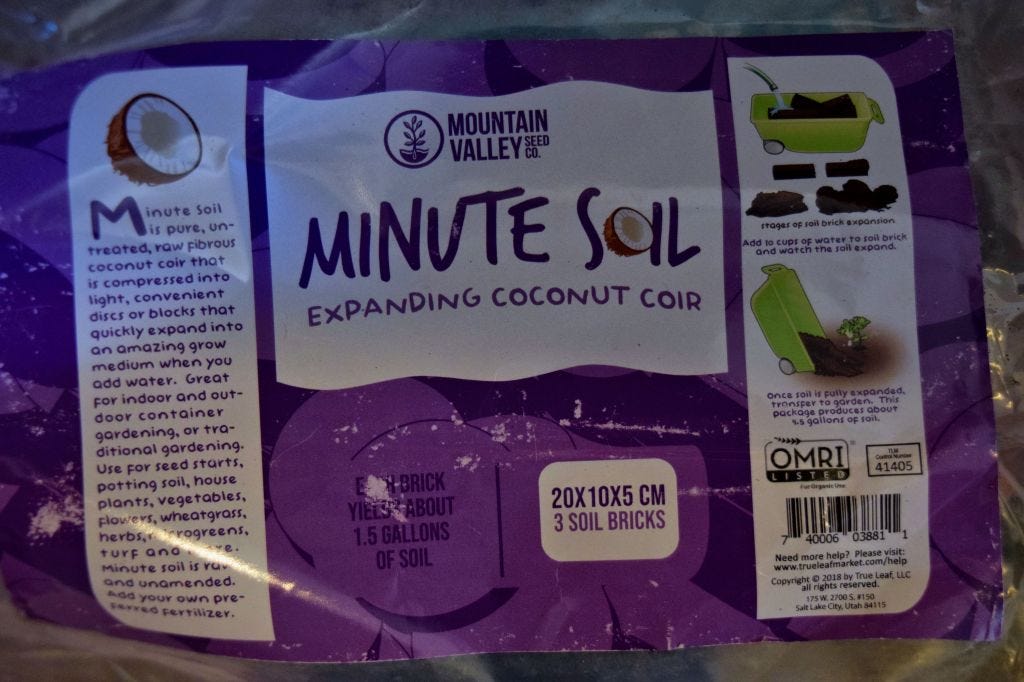 Minute Soil
is pure, un-
treated, raw fibrous
coconut coir that
is compressed into
light, convenient
discs or blocks that
quickly expand into
an amazing grow
medium when you
add water. Great
for indoor and out-
door container
gardening, or tra-
ditional gardening.
Use for seed starts,
potting soil, house
plants, vegetables,
flowers, wheatgrass,
herbs, microgreens,
turf and more.
Minute soil is raw
and unamended.
Add your own pre-
ferred fertilizer.
MOUNTAIN
VALLEY SEED CO.
MINUTE SOIL
EXPANDING COCONUT COIR
EACH BRICK
YIELDS ABOUT
1.5 GALLONS
OF SOIL
20X10X5 CM
3 SOIL BRICKS
stages of soil brick expansion
Add 10 cups of water to soil brick
and watch the soil expand.
Once soil is fully expanded,
transfer to garden. This
package produces about
4.5 gallons of soil.
OMRI
LISTED
For Organic Use
TLM
Control Number
41405
7 40006 03881 1
Need more help? Please visit:
www.trueleafmarket.com/help
Copyright © 2018 by True Leaf, LLC
all rights reserved.
175 W. 2700 S. #150
Salt Lake City, Utah 84115